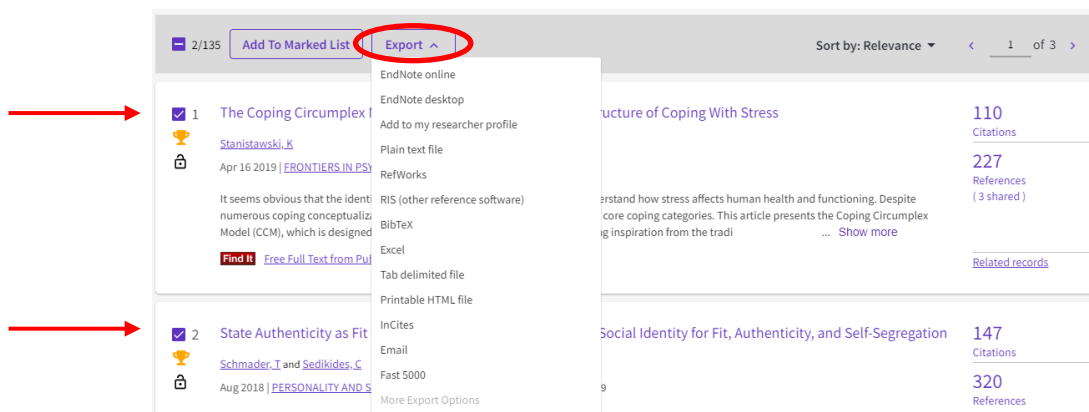 2/135 Add To Marked List Export Sort by: Relevance 1 of 3
EndNote online
EndNote desktop
Add to my researcher profile
Plain text file
RefWorks
RIS (other reference software)
BibTeX
Excel
Tab delimited file
Printable HTML file
InCites
Email
Fast 5000
More Export Options
1 The Coping Circumplex ructure of Coping With Stress
Stanistawski, K
Apr 16 2019 | FRONTIERS IN PSY
It seems obvious that the identi erstand how stress affects human health and functioning. Despite
numerous coping conceptualiza core coping categories. This article presents the Coping Circumplex
Model (CCM), which is designed g inspiration from the tradi ... Show more
Find It Free Full Text from Pu
110
Citations
227
References
( 3 shared )
Related records
2 State Authenticity as Fit Social Identity for Fit, Authenticity, and Self-Segregation
Schmader, T and Sedikides, C
Aug 2018 | PERSONALITY AND S 9
147
Citations
320
References